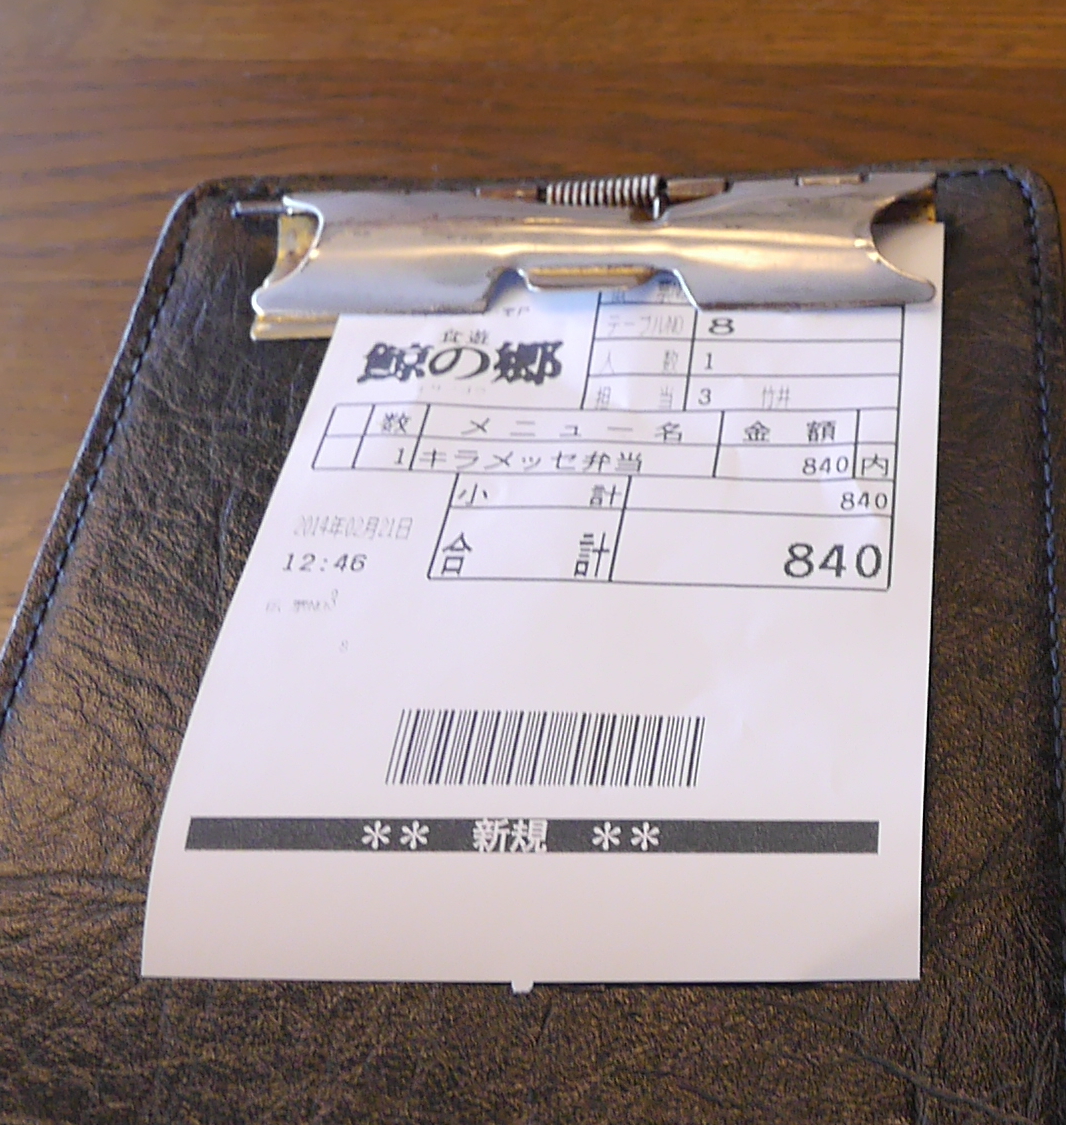 食遊
鯨の郷
テーブルNO 8
人数 1
担当 3 竹井
数 メニュー名 金額
1 キラメッセ弁当 840 内
小計 840
合計 840
2014年02月21日
12:46
8
** 新規 **